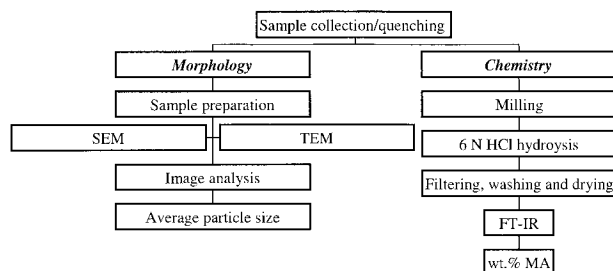 Sample collection/quenching
Morphology
Chemistry
Sample preparation
Milling
SEM
TEM
6 N HCl hydroysis
Image analysis
Filtering, washing and drying
Average particle size
FT-IR
wt.% MA